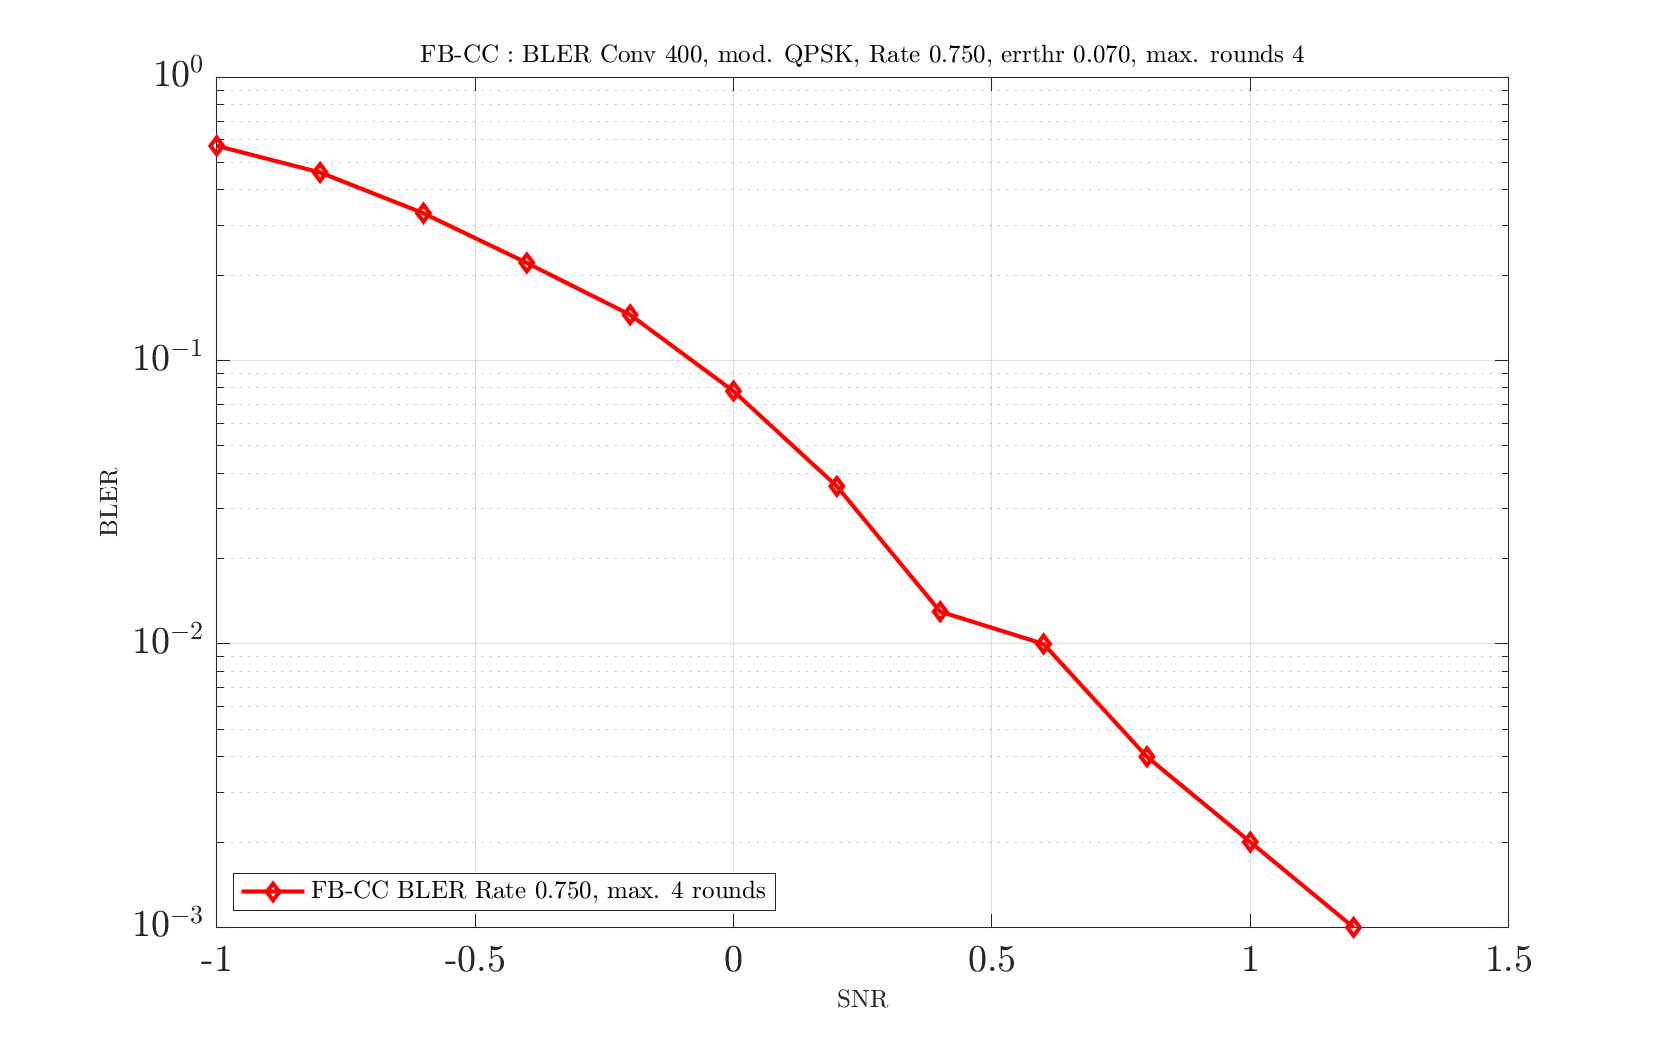 FB-CC : BLER Conv 400, mod. QPSK, Rate 0.750, errthr 0.070, max. rounds 4
10⁰
10⁻¹
10⁻²
10⁻³
BLER
FB-CC BLER Rate 0.750, max. 4 rounds
-1 -0.5 0 0.5 1 1.5
SNR